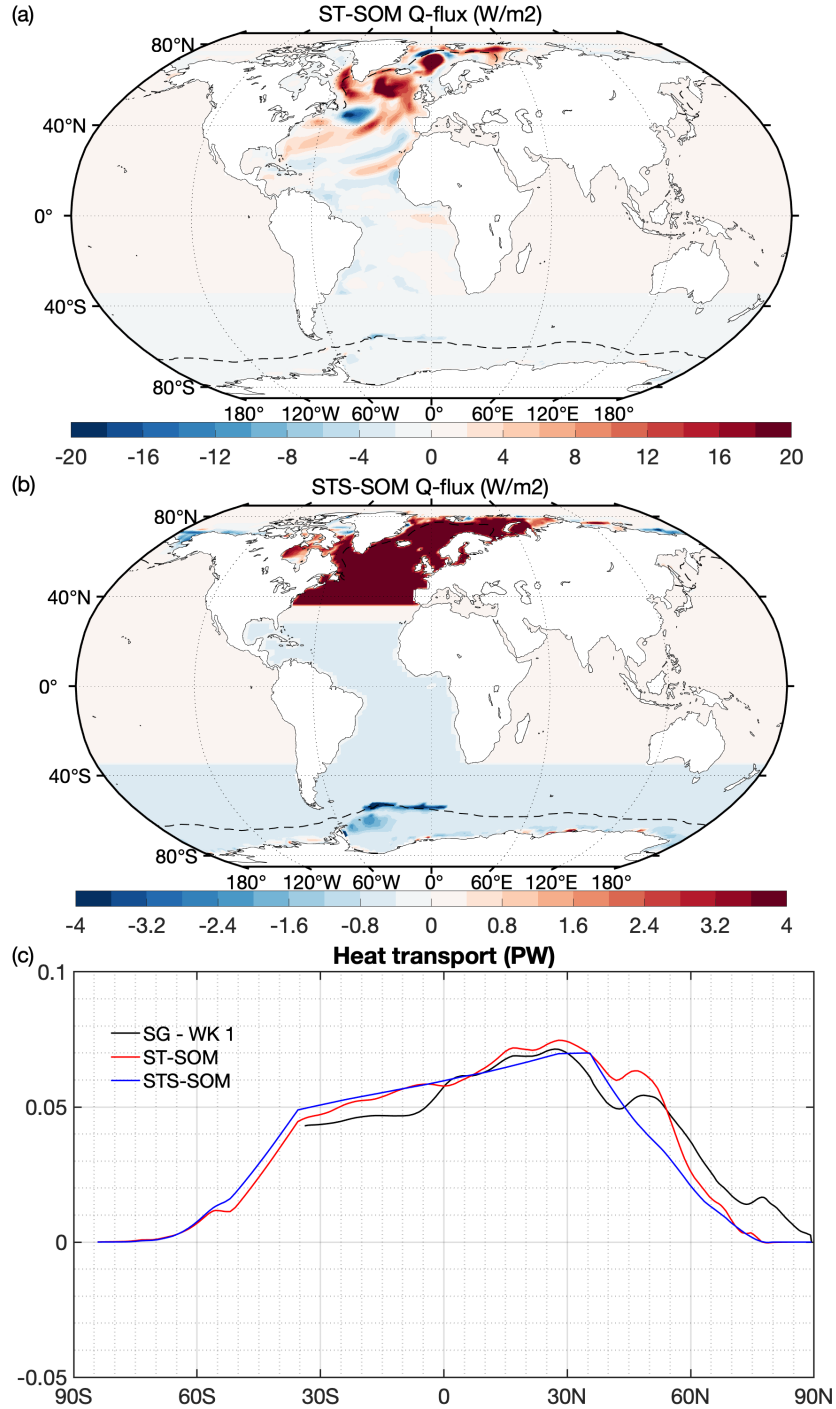 (a)
ST-SOM Q-flux (W/m2)
80°N
40°N
0°
40°S
80°S
180° 120°W 60°W 0° 60°E 120°E 180°
-20 -16 -12 -8 -4 0 4 8 12 16 20
(b)
STS-SOM Q-flux (W/m2)
80°N
40°N
0°
40°S
80°S
180° 120°W 60°W 0° 60°E 120°E 180°
-4 -3.2 -2.4 -1.6 -0.8 0 0.8 1.6 2.4 3.2 4
(c)
Heat transport (PW)
0.1
SG - WK 1
ST-SOM
STS-SOM
0.05
0
-0.05
90S 60S 30S 0 30N 60N 90N